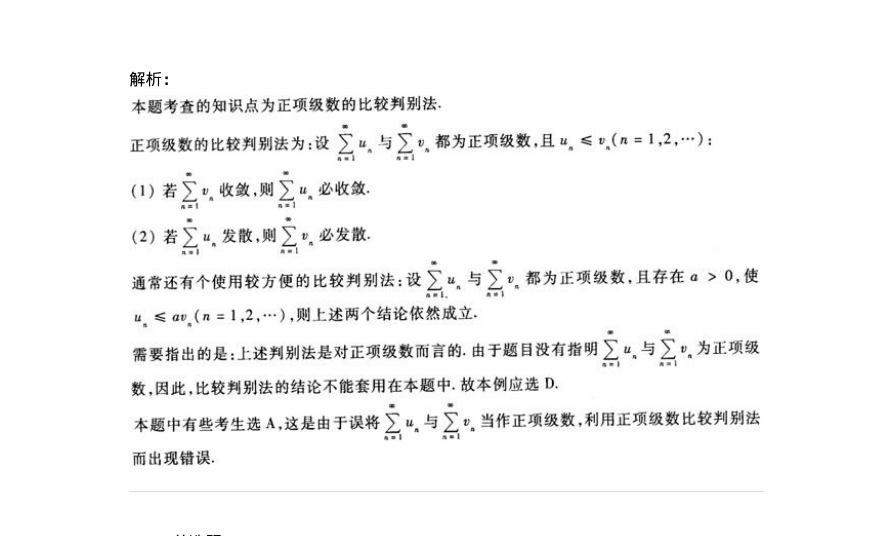 解析：
本题考查的知识点为正项级数的比较判别法.
正项级数的比较判别法为:设 ∑_{n=1}^{∞} u_n 与 ∑_{n=1}^{∞} v_n 都为正项级数,且 u_n ≤ v_n(n = 1,2,⋯)：
(1) 若 ∑_{n=1}^{∞} v_n 收敛,则 ∑_{n=1}^{∞} u_n 必收敛.
(2) 若 ∑_{n=1}^{∞} u_n 发散,则 ∑_{n=1}^{∞} v_n 必发散.
通常还有个使用较方便的比较判别法:设 ∑_{n=1}^{∞} u_n 与 ∑_{n=1}^{∞} v_n 都为正项级数,且存在 a > 0,使
u_n ≤ av_n(n = 1,2,⋯),则上述两个结论依然成立.
需要指出的是:上述判别法是对正项级数而言的. 由于题目没有指明 ∑_{n=1}^{∞} u_n 与 ∑_{n=1}^{∞} v_n 为正项级
数,因此,比较判别法的结论不能套用在本题中. 故本例应选 D.
本题中有些考生选 A,这是由于误将 ∑_{n=1}^{∞} u_n 与 ∑_{n=1}^{∞} v_n 当作正项级数,利用正项级数比较判别法
而出现错误.